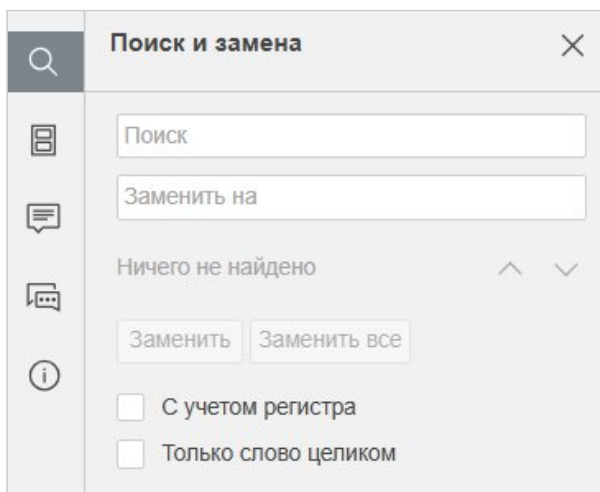 Поиск и замена
Поиск
Заменить на
Ничего не найдено
Заменить Заменить все
С учетом регистра
Только слово целиком